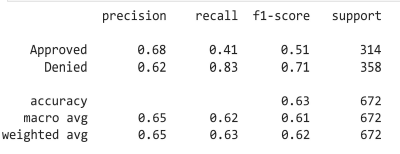 precision recall f1-score support
Approved 0.68 0.41 0.51 314
Denied 0.62 0.83 0.71 358
accuracy 0.63 672
macro avg 0.65 0.62 0.61 672
weighted avg 0.65 0.63 0.62 672